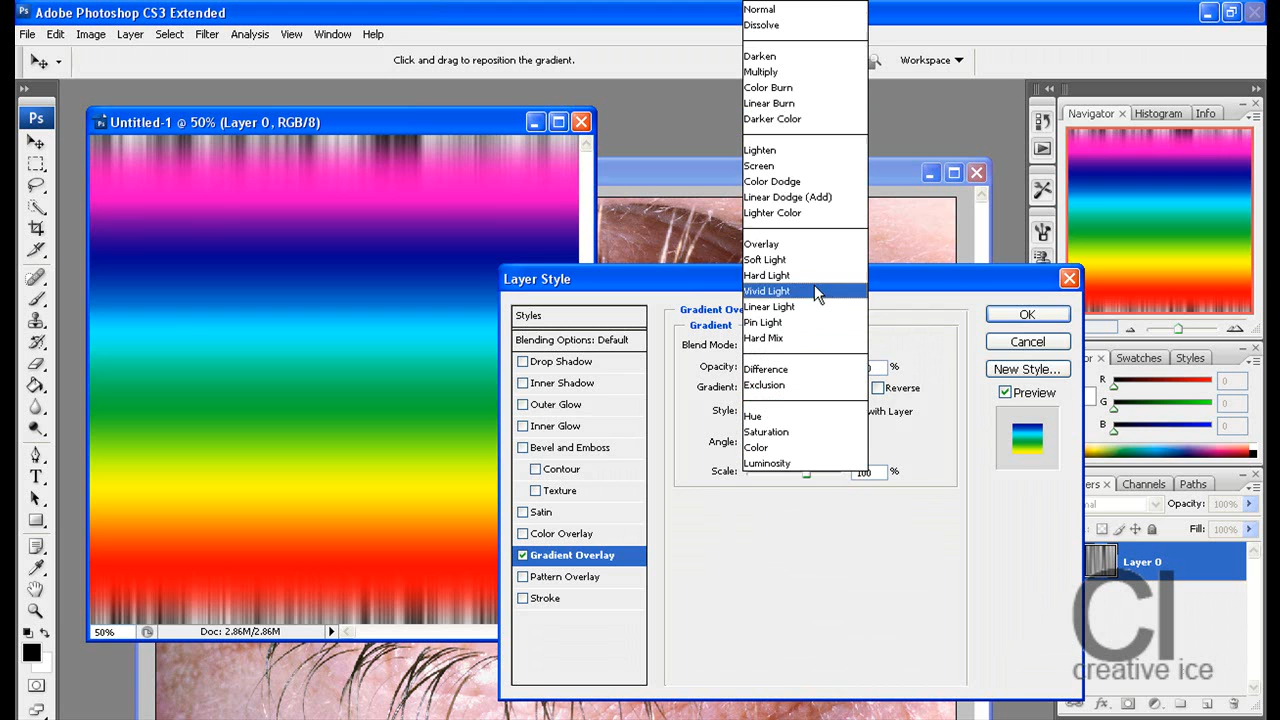 Ps Adobe Photoshop CS3 Extended
File Edit Image Layer Select Filter Analysis View Window Help
Click and drag to reposition the gradient.
Workspace
Ps
Untitled-1 @ 50% (Layer 0, RGB/8)
50%
Doc: 2.86M/2.86M
Normal
Dissolve
Darken
Multiply
Color Burn
Linear Burn
Darker Color
Lighten
Screen
Color Dodge
Linear Dodge (Add)
Lighter Color
Overlay
Soft Light
Hard Light
Vivid Light
Linear Light
Pin Light
Hard Mix
Difference
Exclusion
Hue
Saturation
Color
Luminosity
Layer Style
Styles
Blending Options: Default
Drop Shadow
Inner Shadow
Outer Glow
Inner Glow
Bevel and Emboss
Contour
Texture
Satin
Color Overlay
Gradient Overlay
Pattern Overlay
Stroke
Gradient Ove
Gradient
Blend Mode:
Opacity: %
Gradient: Reverse
Style: with Layer
Angle:
Scale: 100 %
OK
Cancel
New Style...
Preview
Navigator × Histogram Info
or × Swatches Styles
R 0
G 0
B 0
ers × Channels Paths
mal Opacity: 100%
Fill: 100%
Layer 0
CI
creative ice